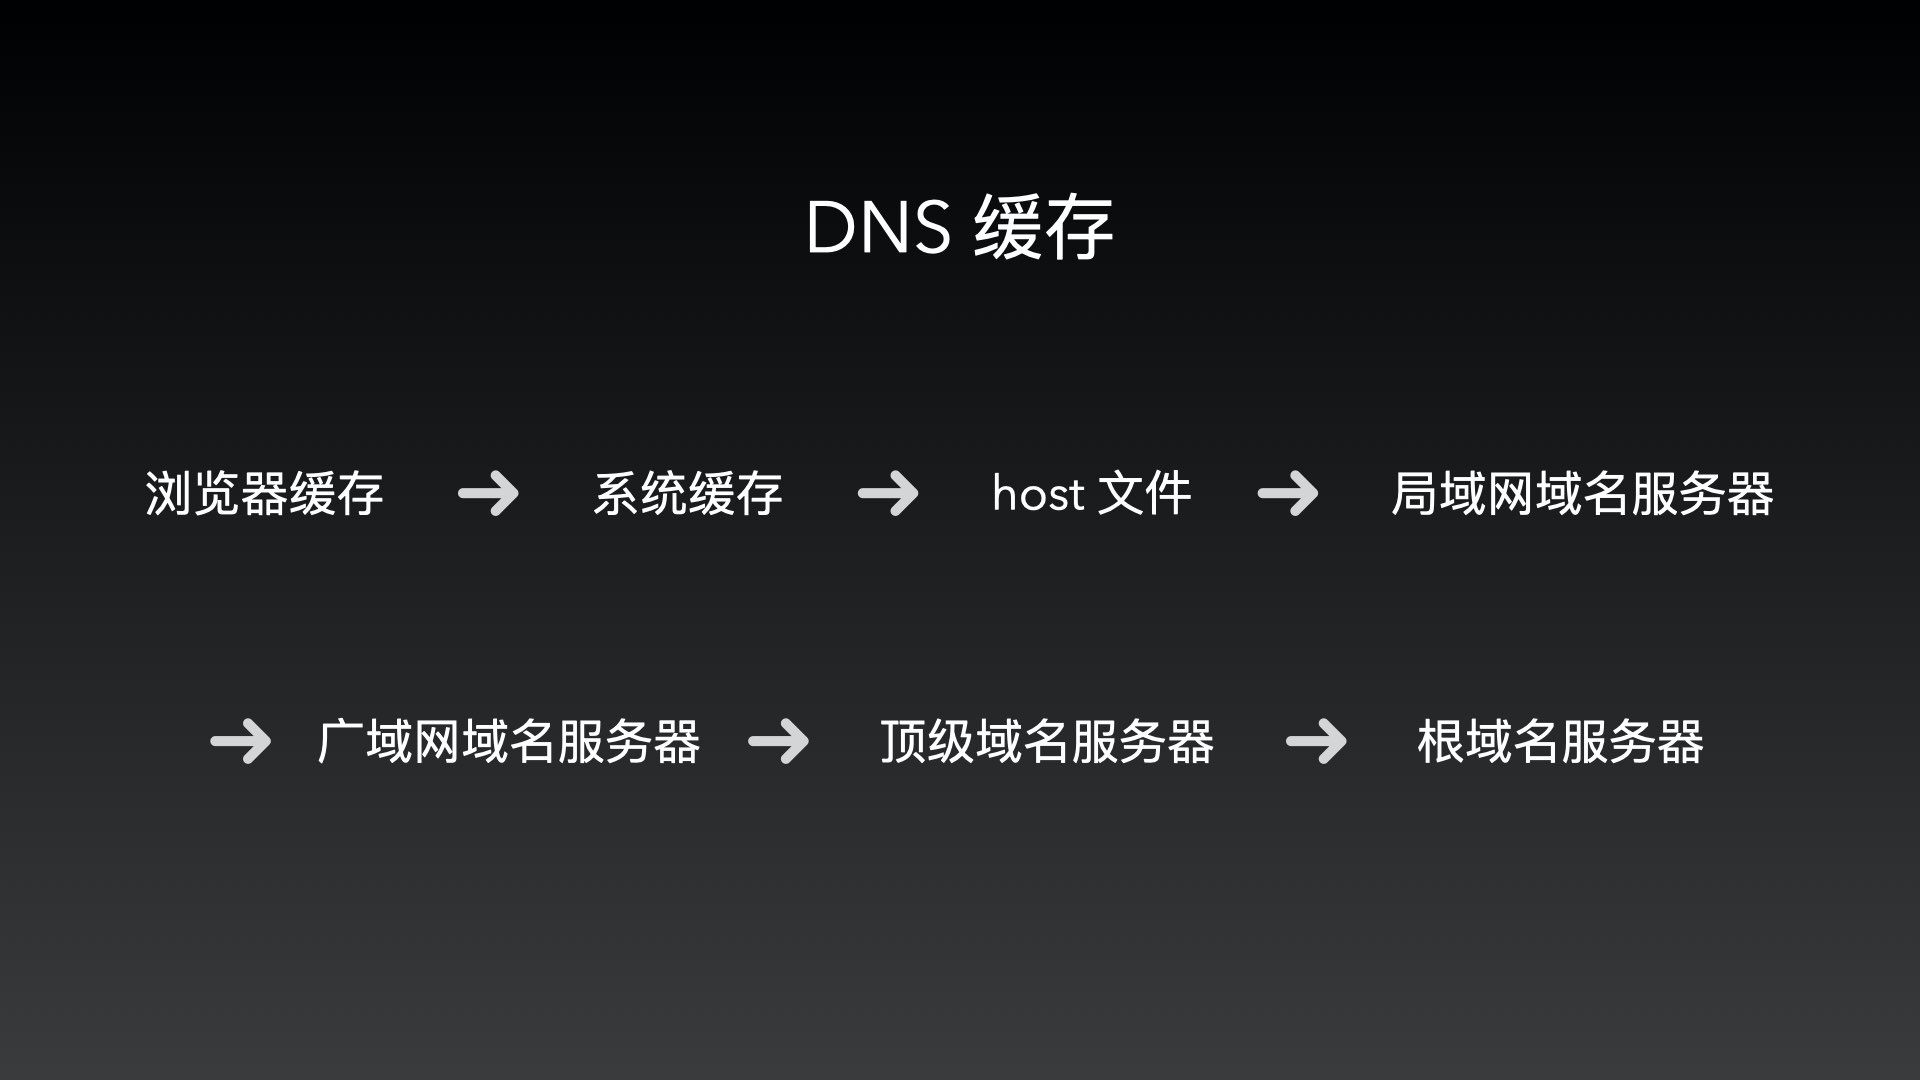 DNS 缓存
浏览器缓存 → 系统缓存 → host 文件 → 局域网域名服务器
→ 广域网域名服务器 → 顶级域名服务器 → 根域名服务器